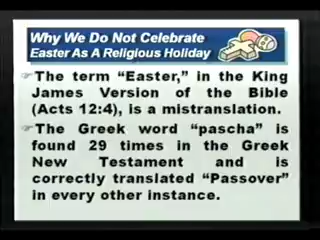 Why We Do Not Celebrate
Easter As A Religious Holiday
The term “Easter,” in the King
James Version of the Bible
(Acts 12:4), is a mistranslation.
The Greek word “pascha” is
found 29 times in the Greek
New Testament and is
correctly translated “Passover”
in every other instance.